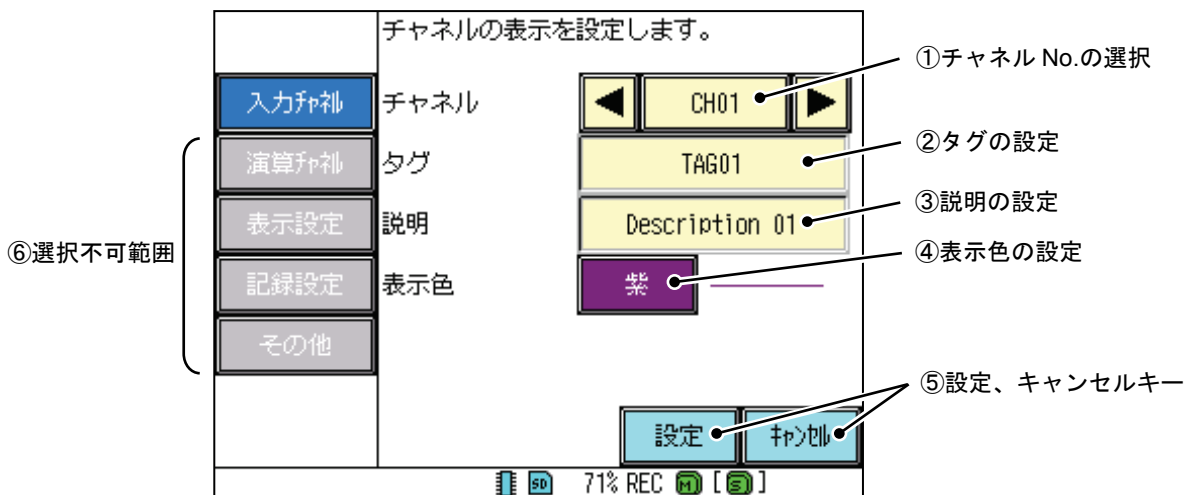 チャネルの表示を設定します。
①チャネル No.の選択
入力ﾁｬﾈﾙ
チャネル
◀ CH01 ▶
②タグの設定
演算ﾁｬﾈﾙ
タグ
TAG01
③説明の設定
表示設定
説明
Description 01
⑥選択不可範囲
④表示色の設定
記録設定
表示色
紫
その他
⑤設定、キャンセルキー
設定
ｷｬﾝｾﾙ
SD 71% REC M [S]